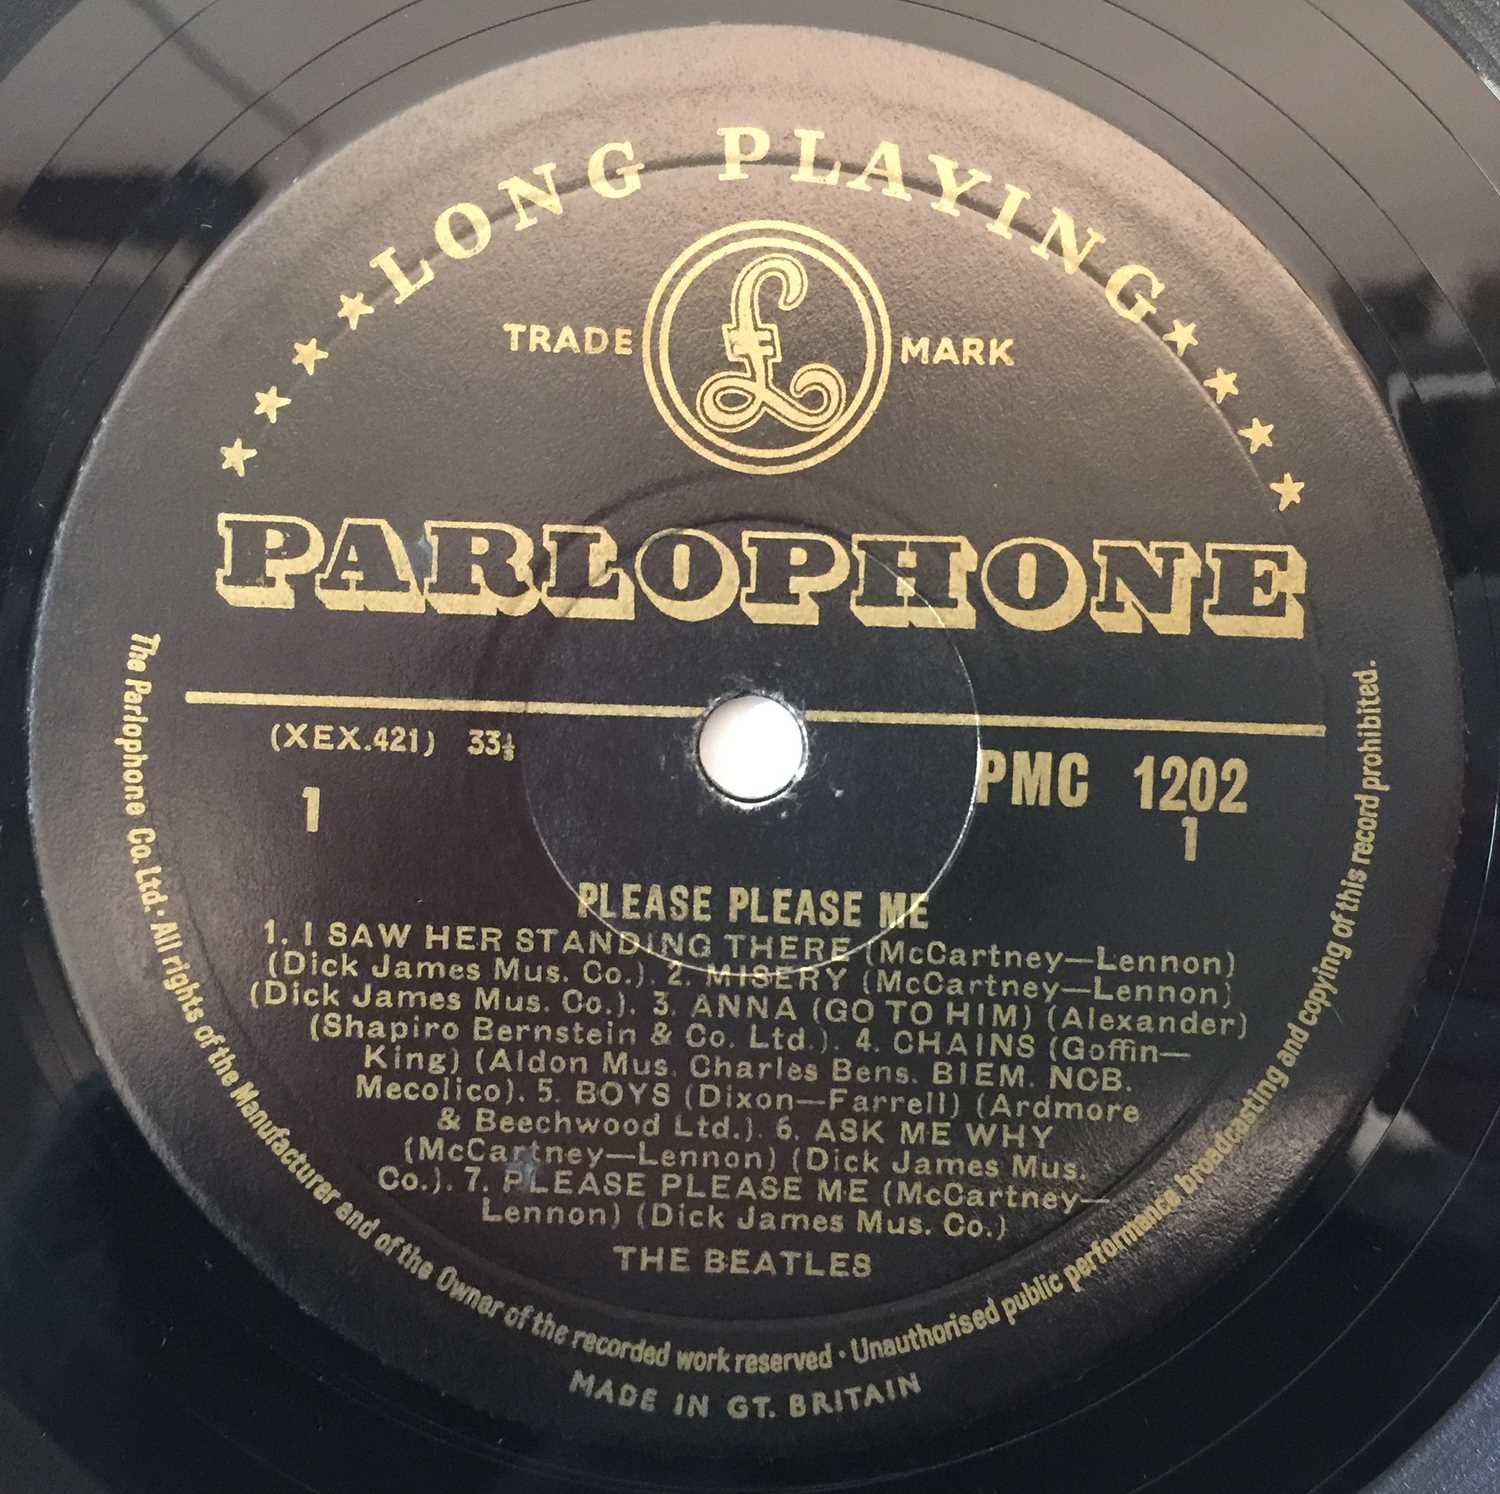 ★★★★LONG PLAYING★★★★
TRADE £ MARK
PARLOPHONE
(XEX.421) 33⅓
PMC 1202
1
1
PLEASE PLEASE ME
1. I SAW HER STANDING THERE (McCartney—Lennon)
(Dick James Mus. Co.). 2. MISERY (McCartney—Lennon)
(Dick James Mus. Co.). 3. ANNA (GO TO HIM) (Alexander)
(Shapiro Bernstein & Co. Ltd.). 4. CHAINS (Goffin—
King) (Aldon Mus. Charles Bens. BIEM. NCB.
Mecolico). 5. BOYS (Dixon—Farrell) (Ardmore
& Beechwood Ltd.). 6. ASK ME WHY
(McCartney—Lennon) (Dick James Mus.
Co.). 7. PLEASE PLEASE ME (McCartney—
Lennon) (Dick James Mus. Co.)
THE BEATLES
The Parlophone Co. Ltd. · All rights of the Manufacturer and of the Owner of the recorded work reserved · Unauthorised public performance broadcasting and copying of this record prohibited.
MADE IN GT. BRITAIN